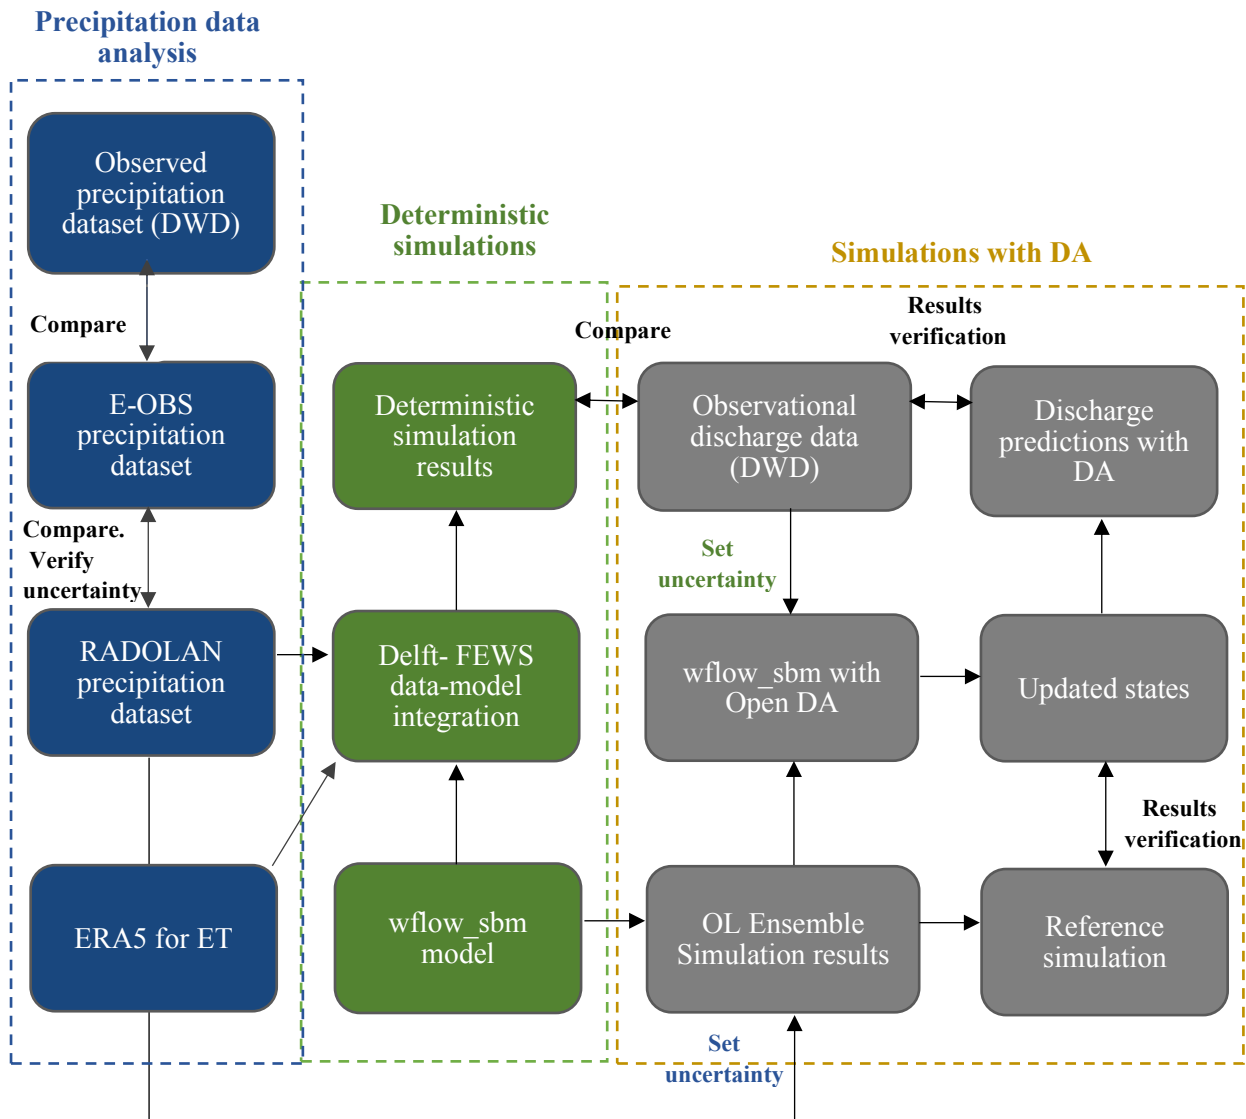 Precipitation data
analysis
Observed
precipitation
dataset (DWD)
Compare
E-OBS
precipitation
dataset
Compare.
Verify
uncertainty
RADOLAN
precipitation
dataset
ERA5 for ET
Deterministic
simulations
Deterministic
simulation
results
Delft- FEWS
data-model
integration
wflow_sbm
model
Simulations with DA
Compare
Results
verification
Observational
discharge data
(DWD)
Discharge
predictions with
DA
Set
uncertainty
wflow_sbm with
Open DA
Updated states
Results
verification
OL Ensemble
Simulation results
Reference
simulation
Set
uncertainty